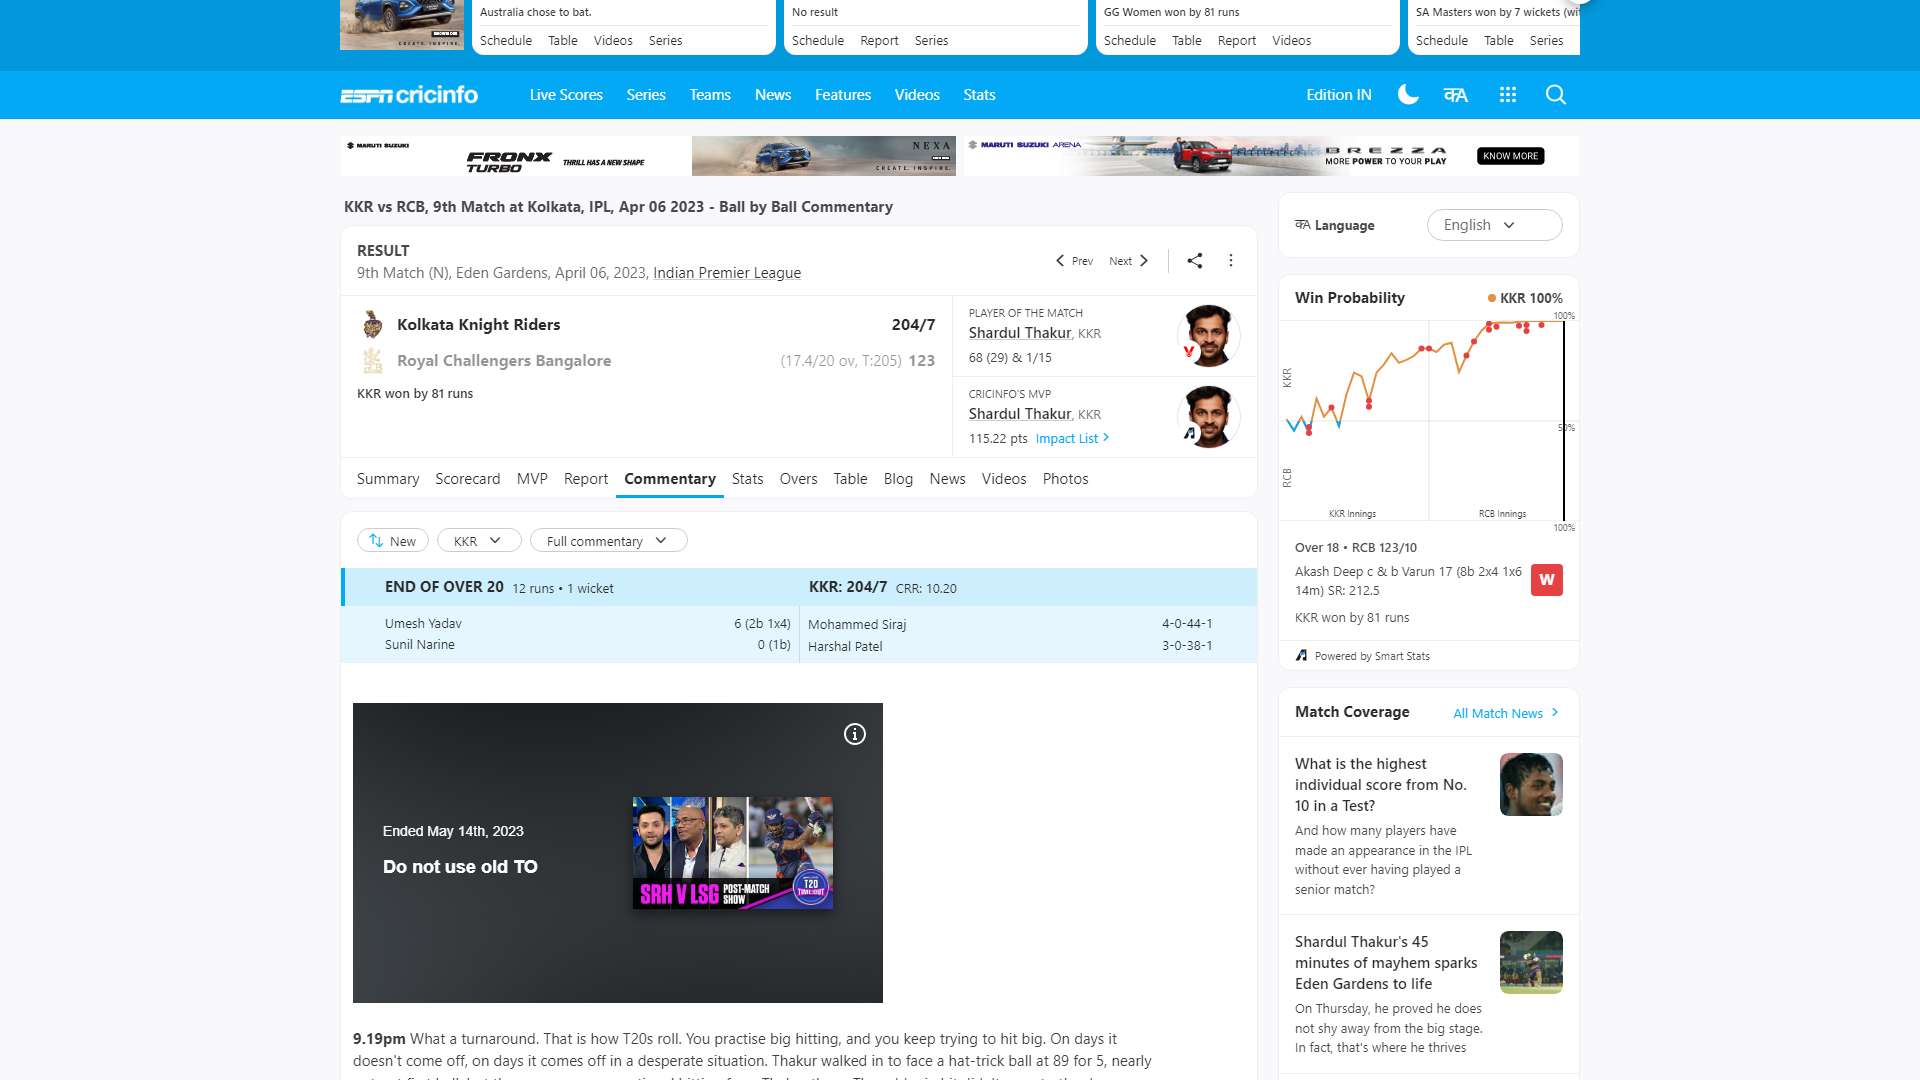 Australia chose to bat.
No result
GG Women won by 81 runs
SA Masters won by 7 wickets (wi
Schedule Table Videos Series
Schedule Report Series
Schedule Table Report Videos
Schedule Table Series
ESPN cricinfo
Live Scores Series Teams News Features Videos Stats
Edition IN
MARUTI SUZUKI
FRONX
TURBO
THRILL HAS A NEW SHAPE
NEXA
CREATE. INSPIRE.
MARUTI SUZUKI ARENA
BREZZA
MORE POWER TO YOUR PLAY
KNOW MORE
KKR vs RCB, 9th Match at Kolkata, IPL, Apr 06 2023 - Ball by Ball Commentary
RESULT
9th Match (N), Eden Gardens, April 06, 2023, Indian Premier League
Prev Next
Kolkata Knight Riders 204/7
Royal Challengers Bangalore (17.4/20 ov, T:205) 123
KKR won by 81 runs
PLAYER OF THE MATCH
Shardul Thakur, KKR
68 (29) & 1/15
CRICINFO'S MVP
Shardul Thakur, KKR
115.22 pts Impact List
Summary Scorecard MVP Report Commentary Stats Overs Table Blog News Videos Photos
New KKR Full commentary
END OF OVER 20 12 runs • 1 wicket KKR: 204/7 CRR: 10.20
Umesh Yadav 6 (2b 1x4) Mohammed Siraj 4-0-44-1
Sunil Narine 0 (1b) Harshal Patel 3-0-38-1
Ended May 14th, 2023
Do not use old TO
SRH V LSG POST-MATCH SHOW
T20
TIME:OUT
9.19pm What a turnaround. That is how T20s roll. You practise big hitting, and you keep trying to hit big. On days it
doesn't come off, on days it comes off in a desperate situation. Thakur walked in to face a hat-trick ball at 89 for 5, nearly
Language English
Win Probability KKR 100%
100%
KKR
50%
RCB
KKR Innings RCB Innings
100%
Over 18 • RCB 123/10
Akash Deep c & b Varun 17 (8b 2x4 1x6
14m) SR: 212.5
W
KKR won by 81 runs
Powered by Smart Stats
Match Coverage All Match News
What is the highest
individual score from No.
10 in a Test?
And how many players have
made an appearance in the IPL
without ever having played a
senior match?
Shardul Thakur's 45
minutes of mayhem sparks
Eden Gardens to life
On Thursday, he proved he does
not shy away from the big stage.
In fact, that's where he thrives